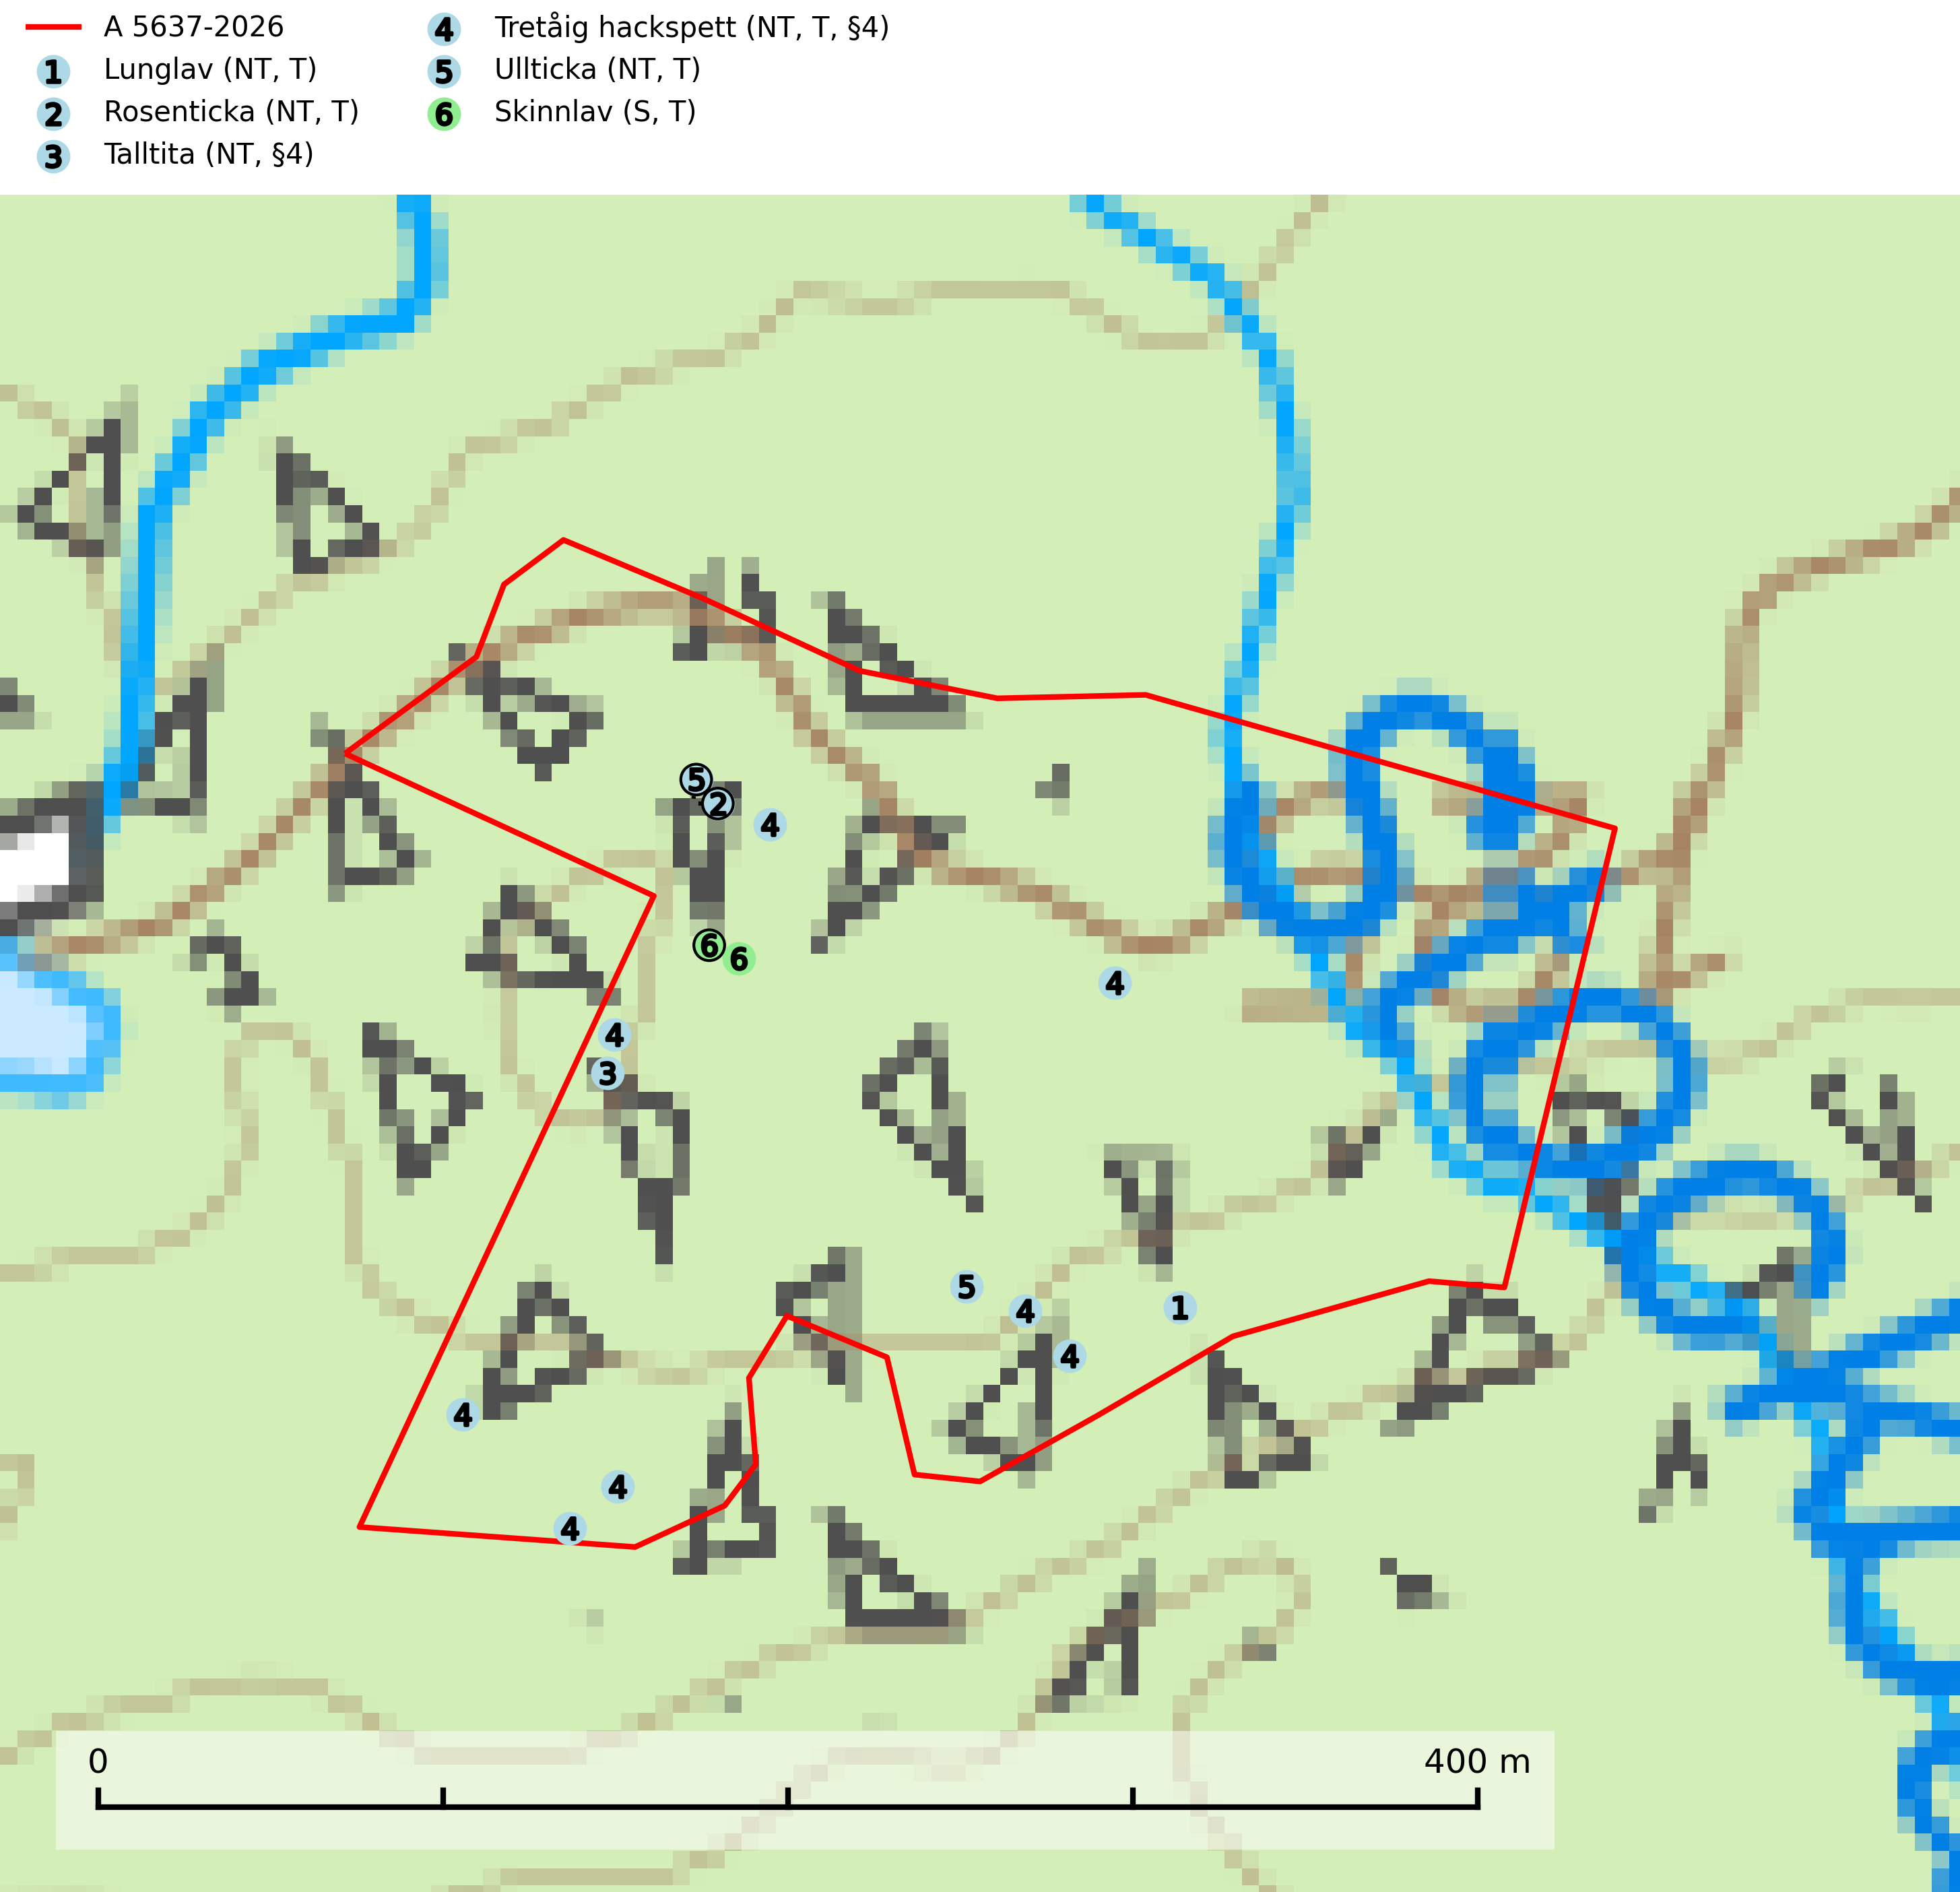 A 5637-2026
1 Lunglav (NT, T)
2 Rosenticka (NT, T)
3 Talltita (NT, §4)
4 Tretåig hackspett (NT, T, §4)
5 Ullticka (NT, T)
6 Skinnlav (S, T)
5
2
4
6
6
4
4
3
5
4
1
4
4
4
4
0
400 m